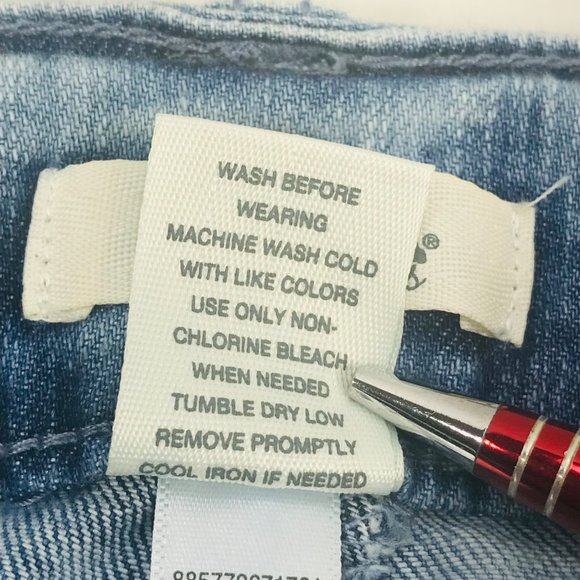 WASH BEFORE
WEARING
MACHINE WASH COLD
WITH LIKE COLORS
USE ONLY NON-
CHLORINE BLEACH
WHEN NEEDED
TUMBLE DRY LOW
REMOVE PROMPTLY
COOL IRON IF NEEDED
®